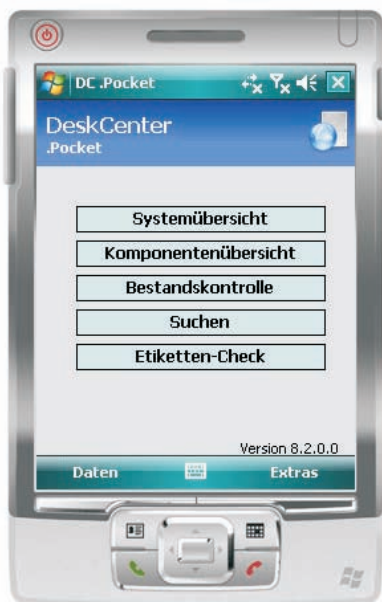 DC .Pocket
DeskCenter
.Pocket
Systemübersicht
Komponentenübersicht
Bestandskontrolle
Suchen
Etiketten-Check
Version 8.2.0.0
Daten Extras